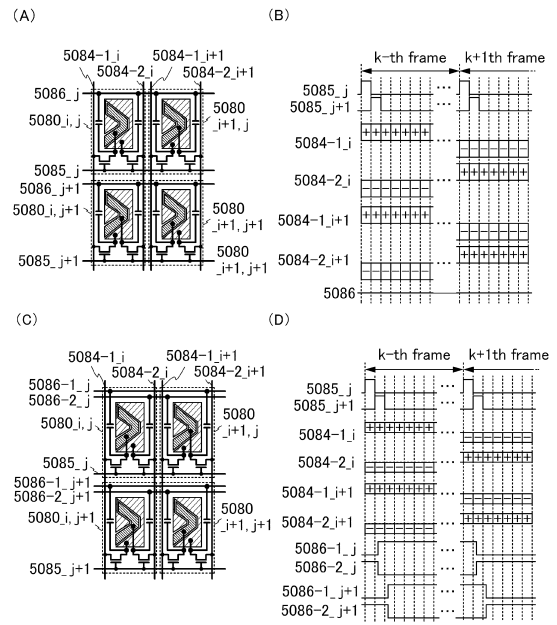 (A)
5084-1_i
5084-1_i+1
5084-2_i
5084-2_i+1
5086_j
5080_i, j
5080
_i+1, j
5085_j
5086_j+1
5080_i, j+1
5080
_i+1, j+1
5085_j+1
5080
_i+1, j+1
(B)
k-th frame
k+1th frame
5085_j
5085_j+1
5084-1_i
+++++++
−−−−−−−
5084-2_i
+++++++
−−−−−−−
5084-1_i+1
+++++++
−−−−−−−
5084-2_i+1
+++++++
−−−−−−−
5086
(C)
5084-1_i
5084-1_i+1
5084-2_i
5084-2_i+1
5086-1_j
5086-2_j
5080_i, j
5080
_i+1, j
5085_j
5086-1_j+1
5086-2_j+1
5080_i, j+1
5080
_i+1, j+1
5085_j+1
(D)
k-th frame
k+1th frame
5085_j
5085_j+1
5084-1_i
+++++++
−−−−−−−
5084-2_i
+++++++
−−−−−−−
5084-1_i+1
+++++++
−−−−−−−
5084-2_i+1
+++++++
−−−−−−−
5086-1_j
5086-2_j
5086-1_j+1
5086-2_j+1